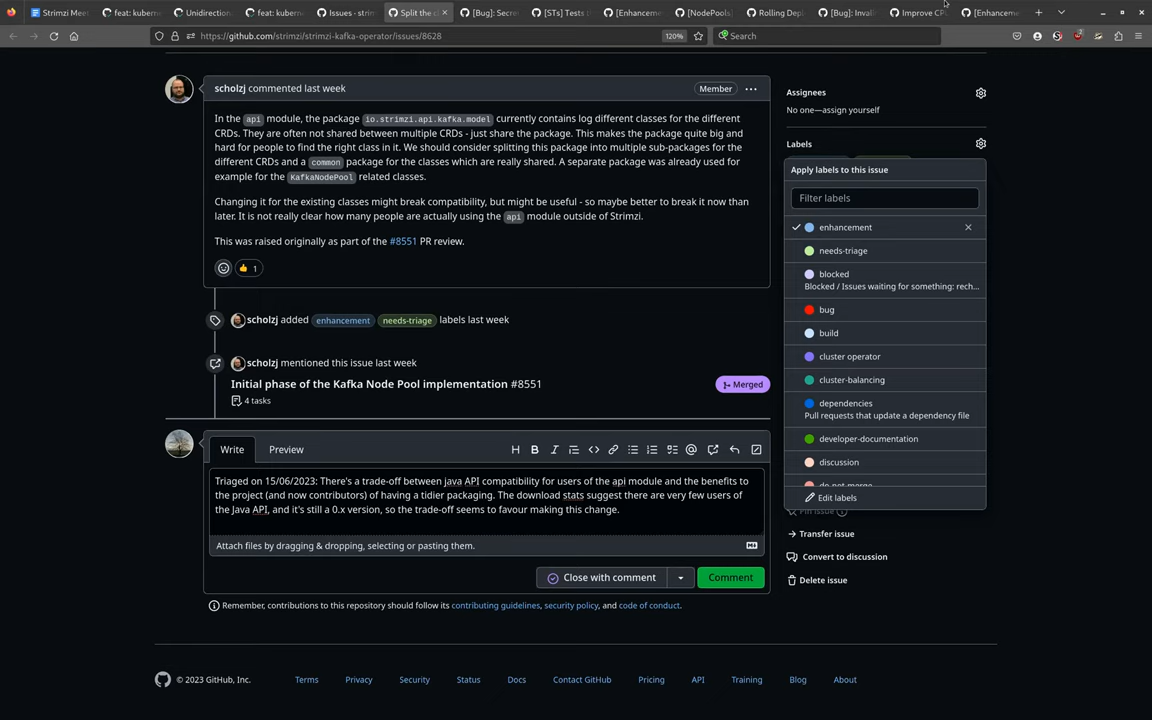 Strimzi Meet
feat: kubern
Unidirection
feat: kubern
Issues · strim
Split the c
[Bug]: Secre
[STs] Tests
[Enhancem
[NodePools]
Rolling Dep
[Bug]: Invali
Improve CP
[Enhanceme
https://github.com/strimzi/strimzi-kafka-operator/issues/8628
120%
Search
scholzj commented last week
Member
In the api module, the package io.strimzi.api.kafka.model currently contains log different classes for the different
CRDs. They are often not shared between multiple CRDs - just share the package. This makes the package quite big and
hard for people to find the right class in it. We should consider splitting this package into multiple sub-packages for the
different CRDs and a common package for the classes which are really shared. A separate package was already used for
example for the KafkaNodePool related classes.
Changing it for the existing classes might break compatibility, but might be useful - so maybe better to break it now than
later. It is not really clear how many people are actually using the api module outside of Strimzi.
This was raised originally as part of the #8551 PR review.
👍 1
scholzj added enhancement needs-triage labels last week
scholzj mentioned this issue last week
Initial phase of the Kafka Node Pool implementation #8551
Merged
4 tasks
Write
Preview
Triaged on 15/06/2023: There's a trade-off between java API compatibility for users of the api module and the benefits to
the project (and now contributors) of having a tidier packaging. The download stats suggest there are very few users of
the Java API, and it's still a 0.x version, so the trade-off seems to favour making this change.
Attach files by dragging & dropping, selecting or pasting them.
Close with comment
Comment
Remember, contributions to this repository should follow its contributing guidelines, security policy, and code of conduct.
Assignees
No one—assign yourself
Labels
Apply labels to this issue
Filter labels
enhancement
needs-triage
blocked
Blocked / Issues waiting for something: rech...
bug
build
cluster operator
cluster-balancing
dependencies
Pull requests that update a dependency file
developer-documentation
discussion
do-not-merge
Edit labels
Pin issue
Transfer issue
Convert to discussion
Delete issue
© 2023 GitHub, Inc.
Terms
Privacy
Security
Status
Docs
Contact GitHub
Pricing
API
Training
Blog
About